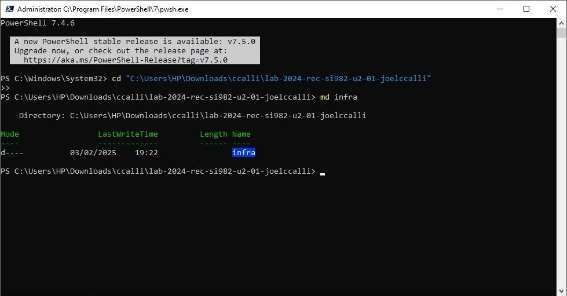 Administrator: C:\Program Files\PowerShell\7\pwsh.exe
PowerShell 7.4.6
A new PowerShell stable release is available: v7.5.0
Upgrade now, or check out the release page at:
https://aka.ms/PowerShell-Release?tag=v7.5.0
PS C:\Windows\System32> cd "C:\Users\HP\Downloads\ccalli\lab-2024-rec-si982-u2-01-joelccalli"
>>
PS C:\Users\HP\Downloads\ccalli\lab-2024-rec-si982-u2-01-joelccalli> md infra
Directory: C:\Users\HP\Downloads\ccalli\lab-2024-rec-si982-u2-01-joelccalli
Mode LastWriteTime Length Name
---- ------------- ------ ----
d---- 03/02/2025 19:22 infra
PS C:\Users\HP\Downloads\ccalli\lab-2024-rec-si982-u2-01-joelccalli>